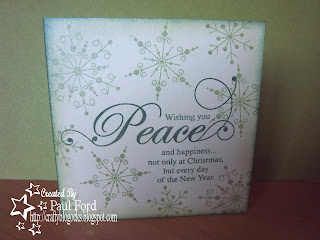 Wishing you
Peace
and happiness...
not only at Christmas,
but every day
of the New Year.
Created By
Paul Ford
http://craftyblogocks.blogspot.com